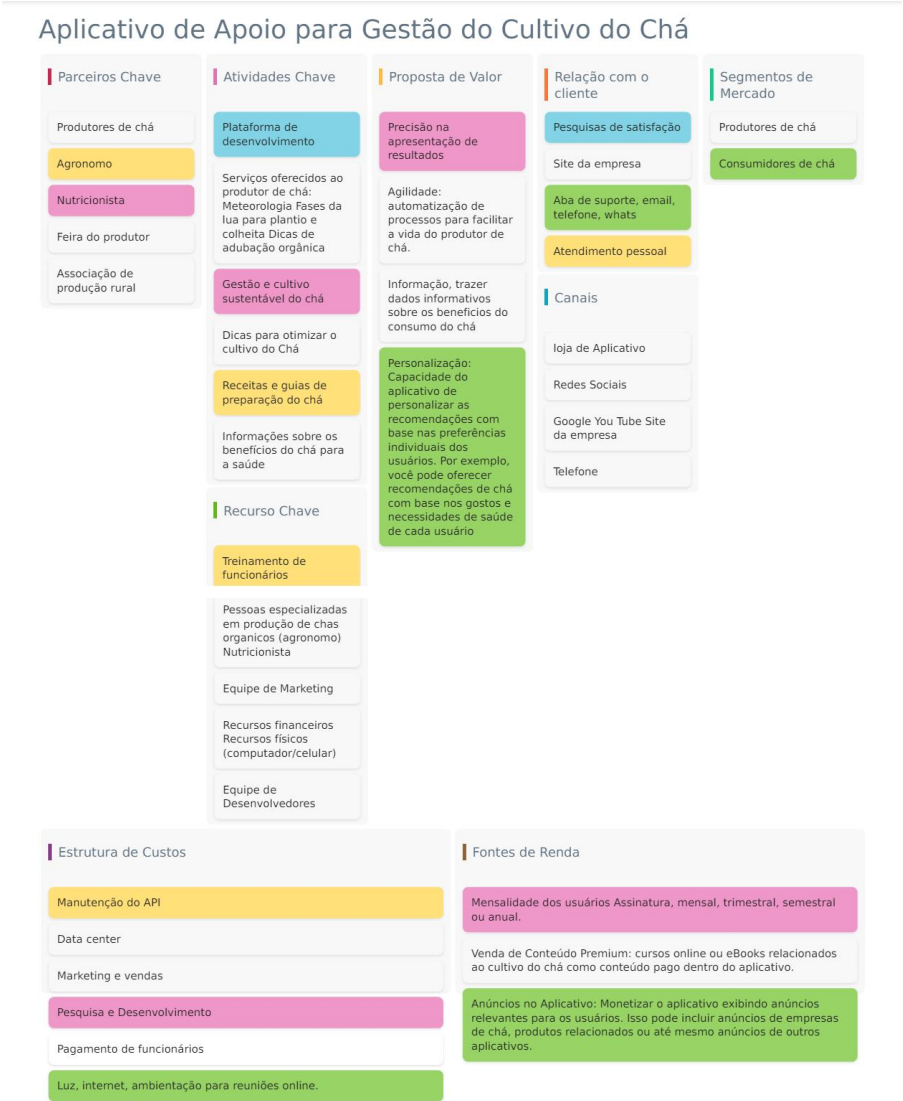 Aplicativo de Apoio para Gestão do Cultivo do Chá
Parceiros Chave
Produtores de chá
Agronomo
Nutricionista
Feira do produtor
Associação de
produção rural
Atividades Chave
Plataforma de
desenvolvimento
Serviços oferecidos ao
produtor de chá:
Meteorologia Fases da
lua para plantio e
colheita Dicas de
adubação orgânica
Gestão e cultivo
sustentável do chá
Dicas para otimizar o
cultivo do Chá
Receitas e guias de
preparação do chá
Informações sobre os
benefícios do chá para
a saúde
Recurso Chave
Treinamento de
funcionários
Pessoas especializadas
em produção de chas
organicos (agronomo)
Nutricionista
Equipe de Marketing
Recursos financeiros
Recursos físicos
(computador/celular)
Equipe de
Desenvolvedores
Proposta de Valor
Precisão na
apresentação de
resultados
Agilidade:
automatização de
processos para facilitar
a vida do produtor de
chá.
Informação, trazer
dados informativos
sobre os beneficios do
consumo do chá
Personalização:
Capacidade do
aplicativo de
personalizar as
recomendações com
base nas preferências
individuais dos
usuários. Por exemplo,
você pode oferecer
recomendações de chá
com base nos gostos e
necessidades de saúde
de cada usuário
Relação com o
cliente
Pesquisas de satisfação
Site da empresa
Aba de suporte, email,
telefone, whats
Atendimento pessoal
Canais
loja de Aplicativo
Redes Sociais
Google You Tube Site
da empresa
Telefone
Segmentos de
Mercado
Produtores de chá
Consumidores de chá
Estrutura de Custos
Manutenção do API
Data center
Marketing e vendas
Pesquisa e Desenvolvimento
Pagamento de funcionários
Luz, internet, ambientação para reuniões online.
Fontes de Renda
Mensalidade dos usuários Assinatura, mensal, trimestral, semestral
ou anual.
Venda de Conteúdo Premium: cursos online ou eBooks relacionados
ao cultivo do chá como conteúdo pago dentro do aplicativo.
Anúncios no Aplicativo: Monetizar o aplicativo exibindo anúncios
relevantes para os usuários. Isso pode incluir anúncios de empresas
de chá, produtos relacionados ou até mesmo anúncios de outros
aplicativos.